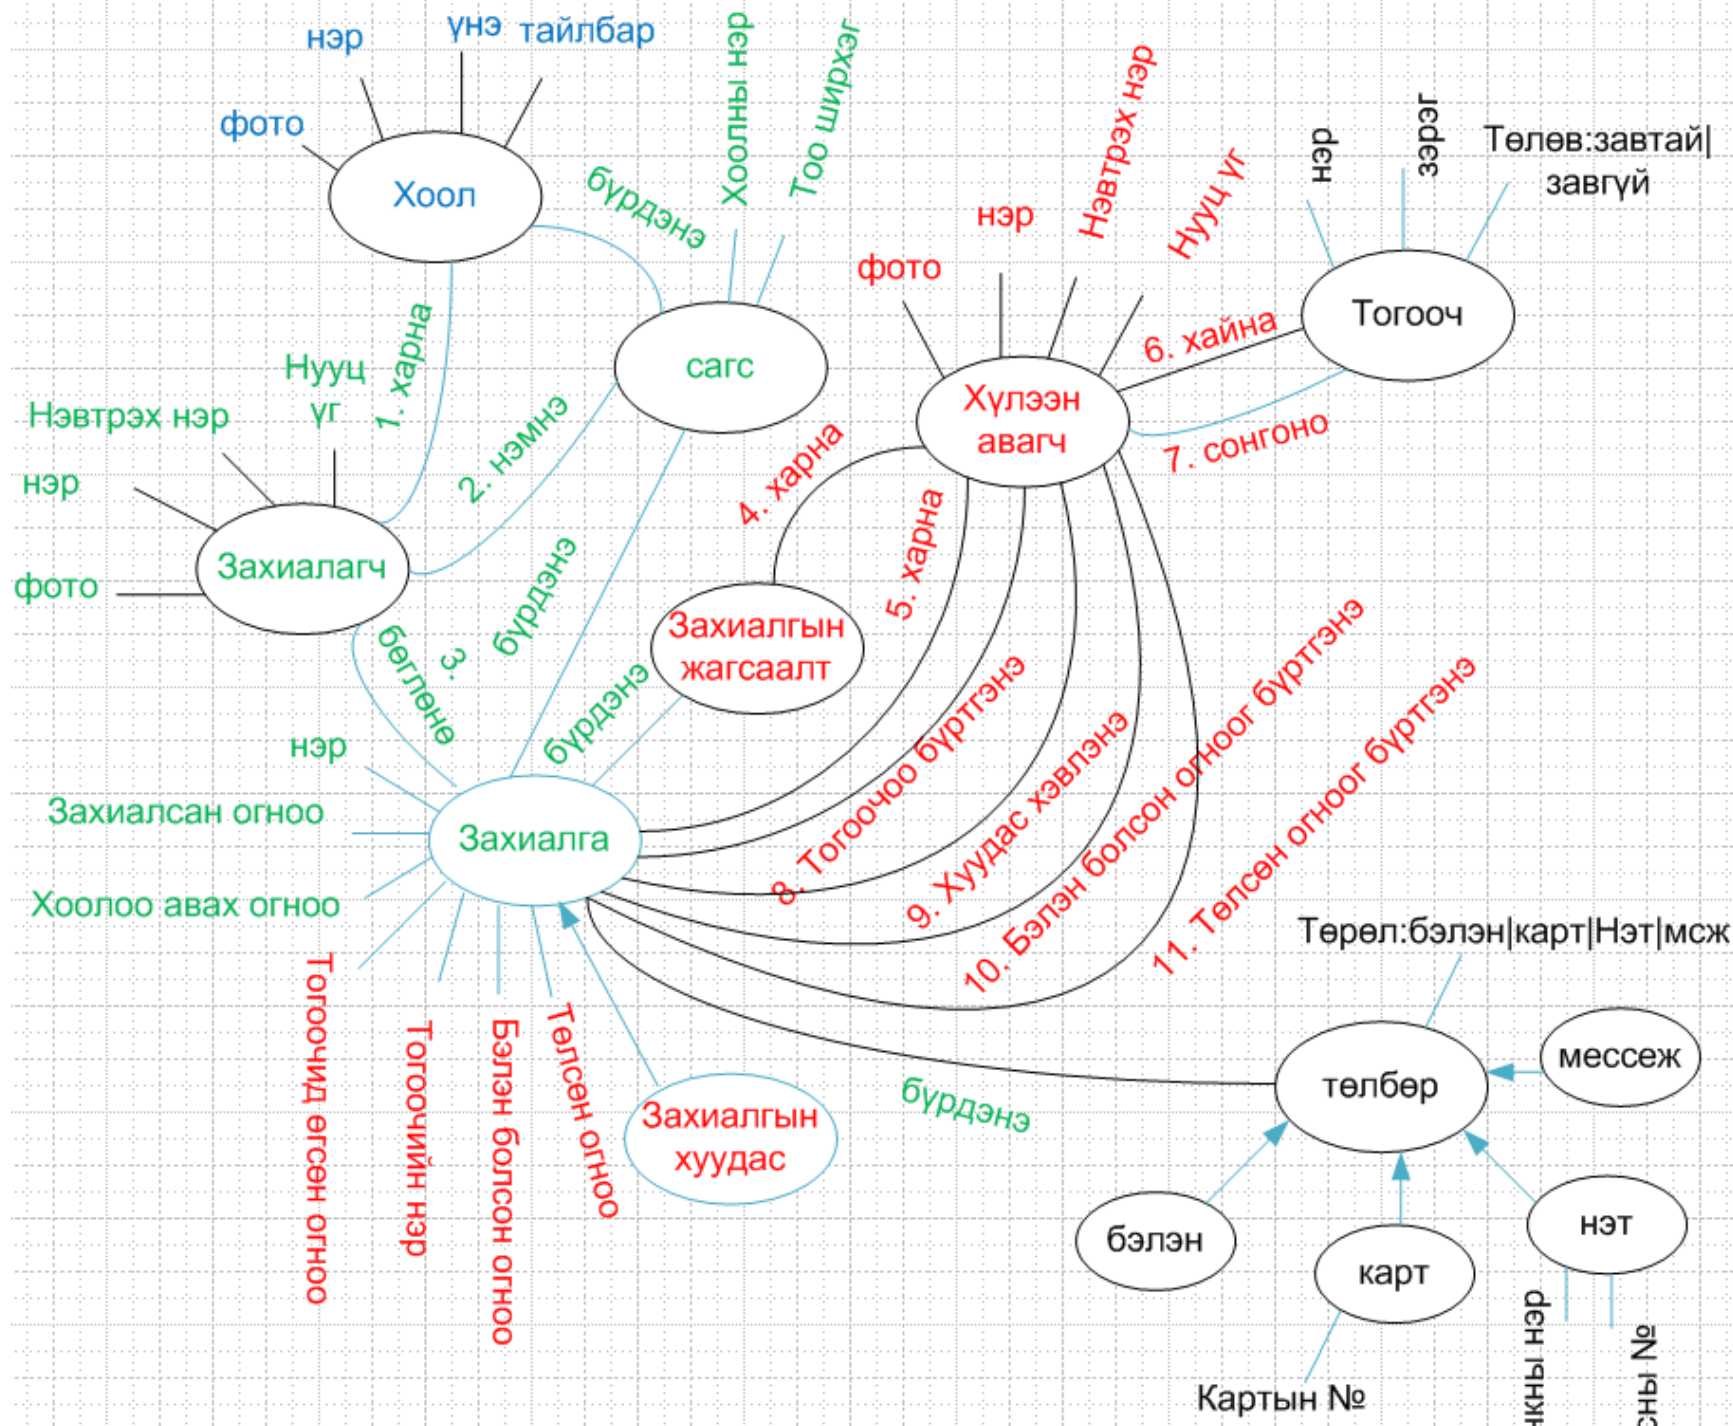 нэр
үнэ
тайлбар
фото
Хоол
бүрдэнэ
Хоолны нэр
Тоо ширхэг
сагс
1. харна
Нууц
үг
Нэвтрэх нэр
нэр
фото
Захиалагч
2. нэмнэ
3.
бүрдэнэ
бөглөнө
бүрдэнэ
фото
нэр
Нэвтрэх нэр
Нууц үг
Хүлээн
авагч
6. хайна
7. сонгоно
нэр
зэрэг
Төлөв:завтай|
завгүй
Тогооч
4. харна
5. харна
Захиалгын
жагсаалт
8. Тогоочоо бүртгэнэ
9. Хуудас хэвлэнэ
10. Бэлэн болсон огноог бүртгэнэ
11. Төлсөн огноог бүртгэнэ
нэр
Захиалсан огноо
Хоолоо авах огноо
Захиалга
Тогоочид өгсөн огноо
Тогоочийн нэр
Бэлэн болсон огноо
Төлсөн огноо
Захиалгын
хуудас
бүрдэнэ
Төрөл:бэлэн|карт|Нэт|мсж
төлбөр
мессеж
бэлэн
карт
нэт
Картын №
нкны нэр
сны №